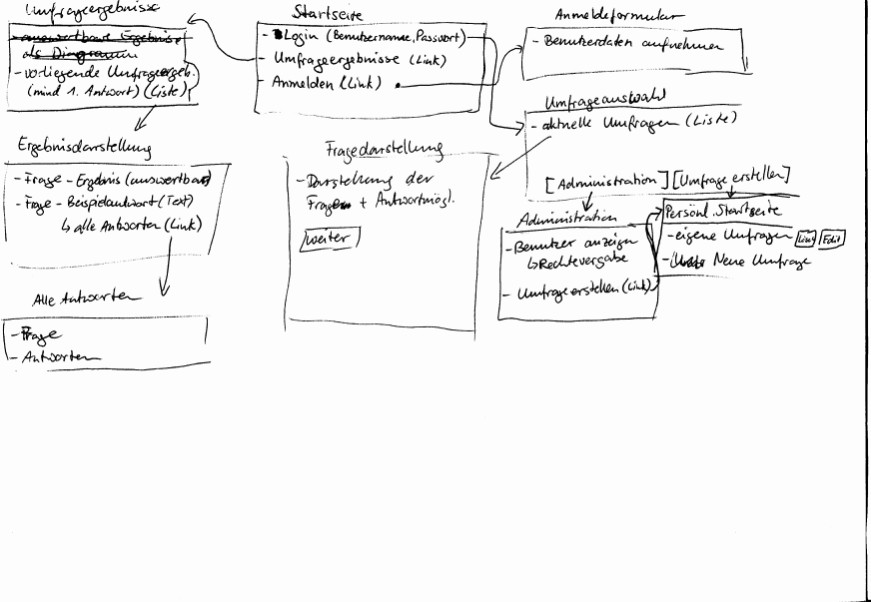 Umfrageergebnisse
auswertbare Ergebnisse
als Diagramm
- vorliegende Umfrageergeb.
(mind 1. Antwort) (Liste)
Startseite
- Login (Benutzername, Passwort)
- Umfrageergebnisse (Link)
- Anmelden (Link)
Anmeldeformular
- Benutzerdaten aufnehmen
Umfrageauswahl
- aktuelle Umfragen (Liste)
[Administration] [Umfrage erstellen]
Ergebnisdarstellung
- Frage - Ergebnis (auswertbar)
- Frage - Beispielantwort (Text)
↳ alle Antworten (Link)
Fragedarstellung
- Darstellung der
Fragen + Antwortmögl.
weiter
Administration
- Benutzer anzeigen
↳ Rechtevergabe
- Umfrage erstellen (Link)
Persönl. Startseite
- eigene Umfragen Edit
- Neue Umfrage
Alle Antworten
- Frage
- Antworten